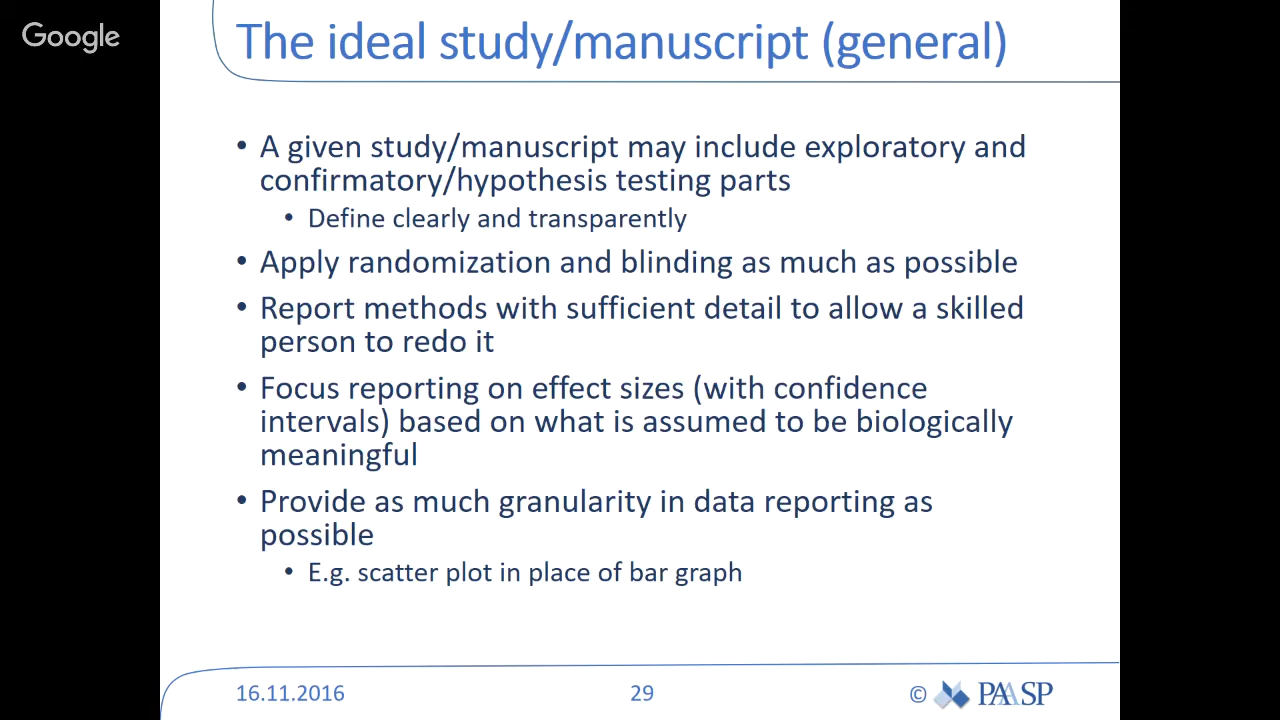 Google
The ideal study/manuscript (general)
• A given study/manuscript may include exploratory and
confirmatory/hypothesis testing parts
• Define clearly and transparently
• Apply randomization and blinding as much as possible
• Report methods with sufficient detail to allow a skilled
person to redo it
• Focus reporting on effect sizes (with confidence
intervals) based on what is assumed to be biologically
meaningful
• Provide as much granularity in data reporting as
possible
• E.g. scatter plot in place of bar graph
16.11.2016 29 © PAASP